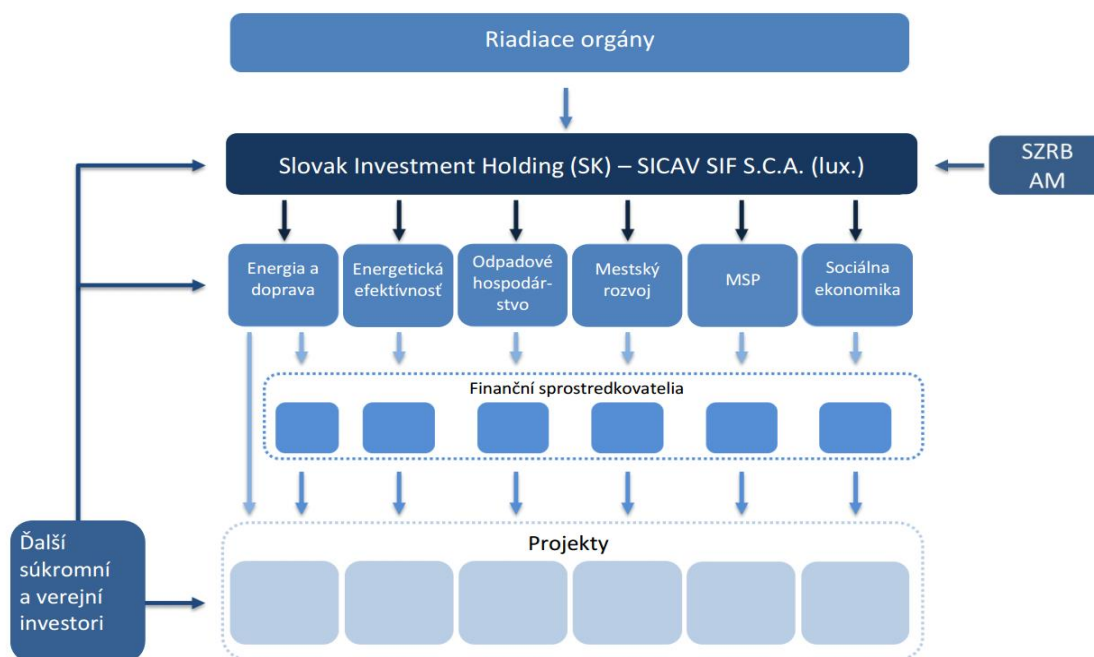 Riadiace orgány
Slovak Investment Holding (SK) – SICAV SIF S.C.A. (lux.)
SZRB
AM
Energia a
doprava
Energetická
efektívnosť
Odpadové
hospodár-
stvo
Mestský
rozvoj
MSP
Sociálna
ekonomika
Finanční sprostredkovatelia
Projekty
Ďalší
súkromní
a verejní
investori